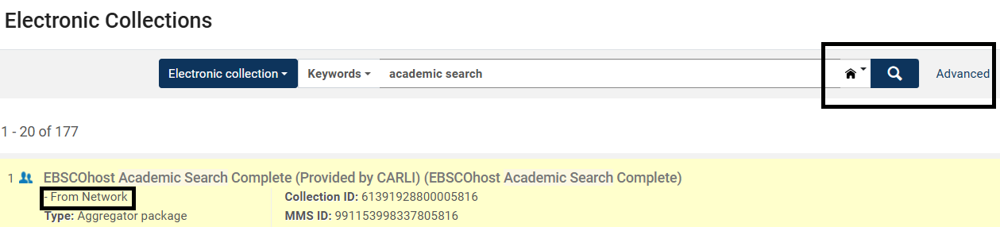 Electronic Collections
Electronic collection Keywords academic search Advanced
1 - 20 of 177
1 EBSCOhost Academic Search Complete (Provided by CARLI) (EBSCOhost Academic Search Complete)
- From Network Collection ID: 61391928800005816
Type: Aggregator package MMS ID: 991153998337805816